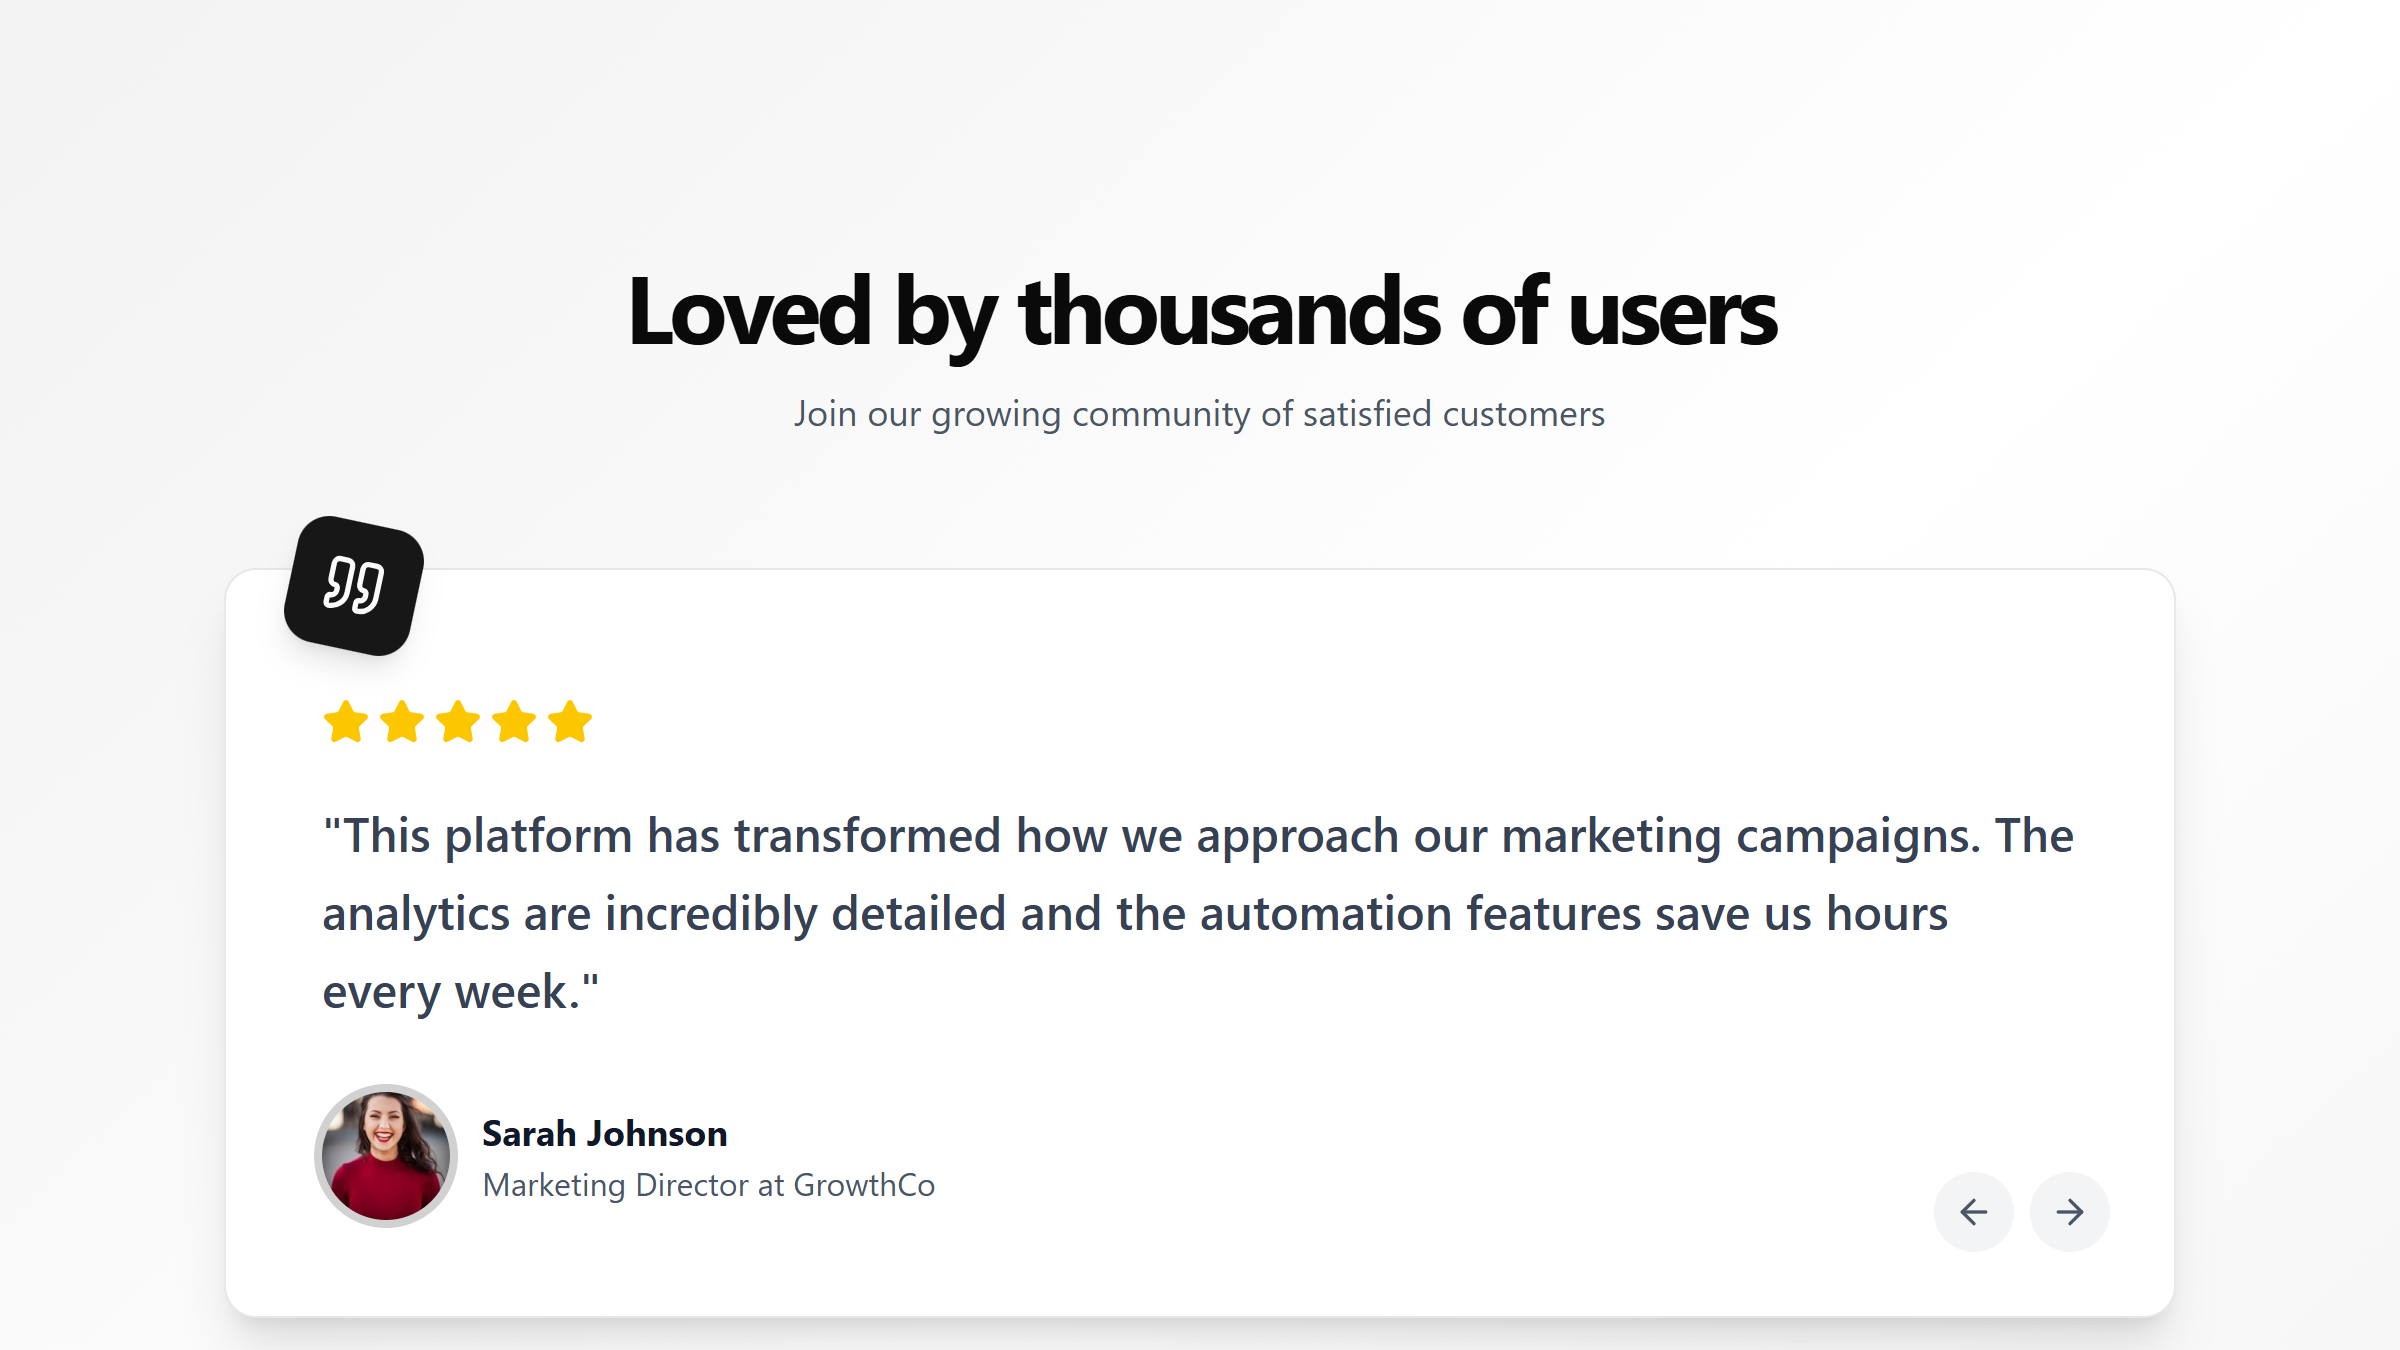 Loved by thousands of users
Join our growing community of satisfied customers
"This platform has transformed how we approach our marketing campaigns. The
analytics are incredibly detailed and the automation features save us hours
every week."
Sarah Johnson
Marketing Director at GrowthCo